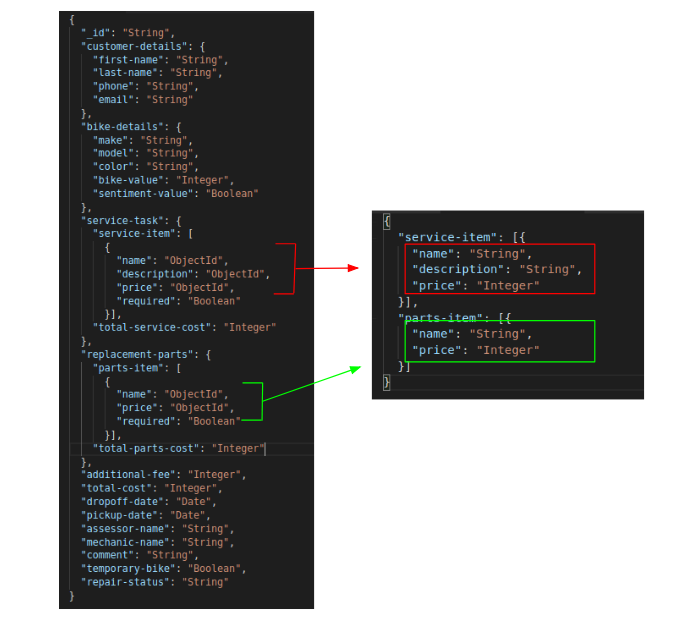 {
"_id": "String",
"customer-details": {
"first-name": "String",
"last-name": "String",
"phone": "String",
"email": "String"
},
"bike-details": {
"make": "String",
"model": "String",
"color": "String",
"bike-value": "Integer",
"sentiment-value": "Boolean"
},
"service-task": {
"service-item": [
{
"name": "ObjectId",
"description": "ObjectId",
"price": "ObjectId",
"required": "Boolean"
}],
"total-service-cost": "Integer"
},
"replacement-parts": {
"parts-item": [
{
"name": "ObjectId",
"price": "ObjectId",
"required": "Boolean"
}],
"total-parts-cost": "Integer"
},
"additional-fee": "Integer",
"total-cost": "Integer",
"dropoff-date": "Date",
"pickup-date": "Date",
"assessor-name": "String",
"mechanic-name": "String",
"comment": "String",
"temporary-bike": "Boolean",
"repair-status": "String"
}
{
"service-item": [{
"name": "String",
"description": "String",
"price": "Integer"
}],
"parts-item": [{
"name": "String",
"price": "Integer"
}]
}